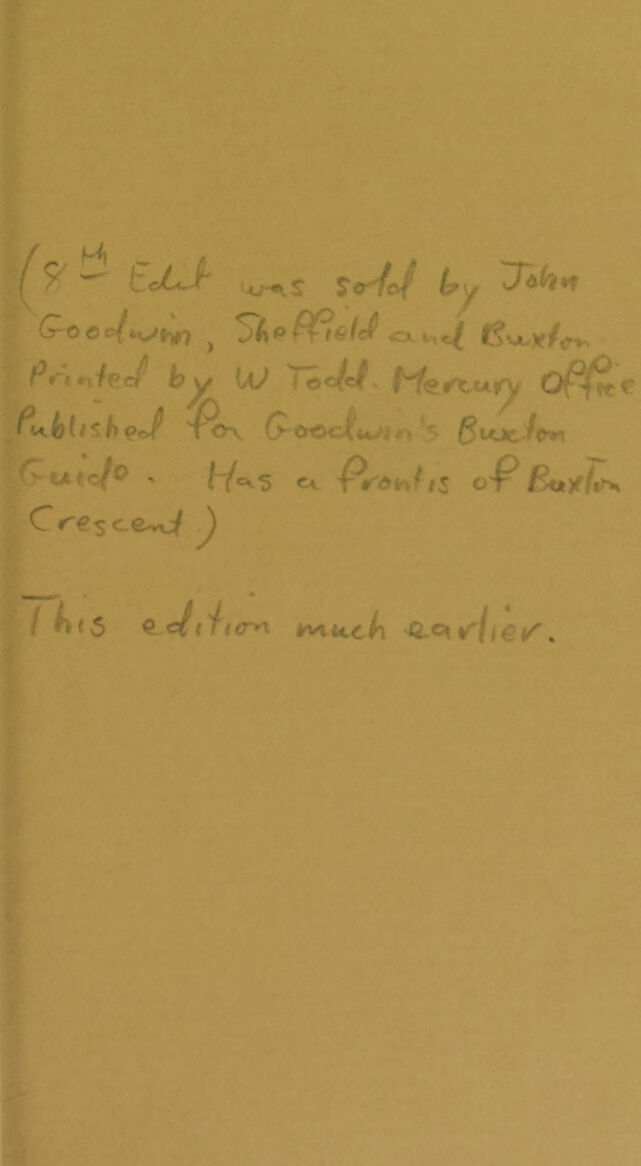 (8th Edit was sold by John
Goodwin, Sheffield and Buxton
Printed by W Todd. Mercury Office
Published for Goodwin's Buxton
Guide. Has a frontis of Buxton
Crescent)
This edition much earlier.